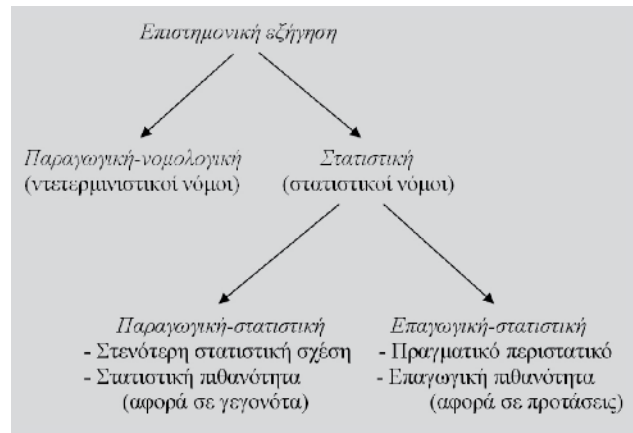 Επιστημονική εξήγηση
Παραγωγική-νομολογική
(ντετερμινιστικοί νόμοι)
Στατιστική
(στατιστικοί νόμοι)
Παραγωγική-στατιστική
- Στενότερη στατιστική σχέση
- Στατιστική πιθανότητα
(αφορά σε γεγονότα)
Επαγωγική-στατιστική
- Πραγματικό περιστατικό
- Επαγωγική πιθανότητα
(αφορά σε προτάσεις)